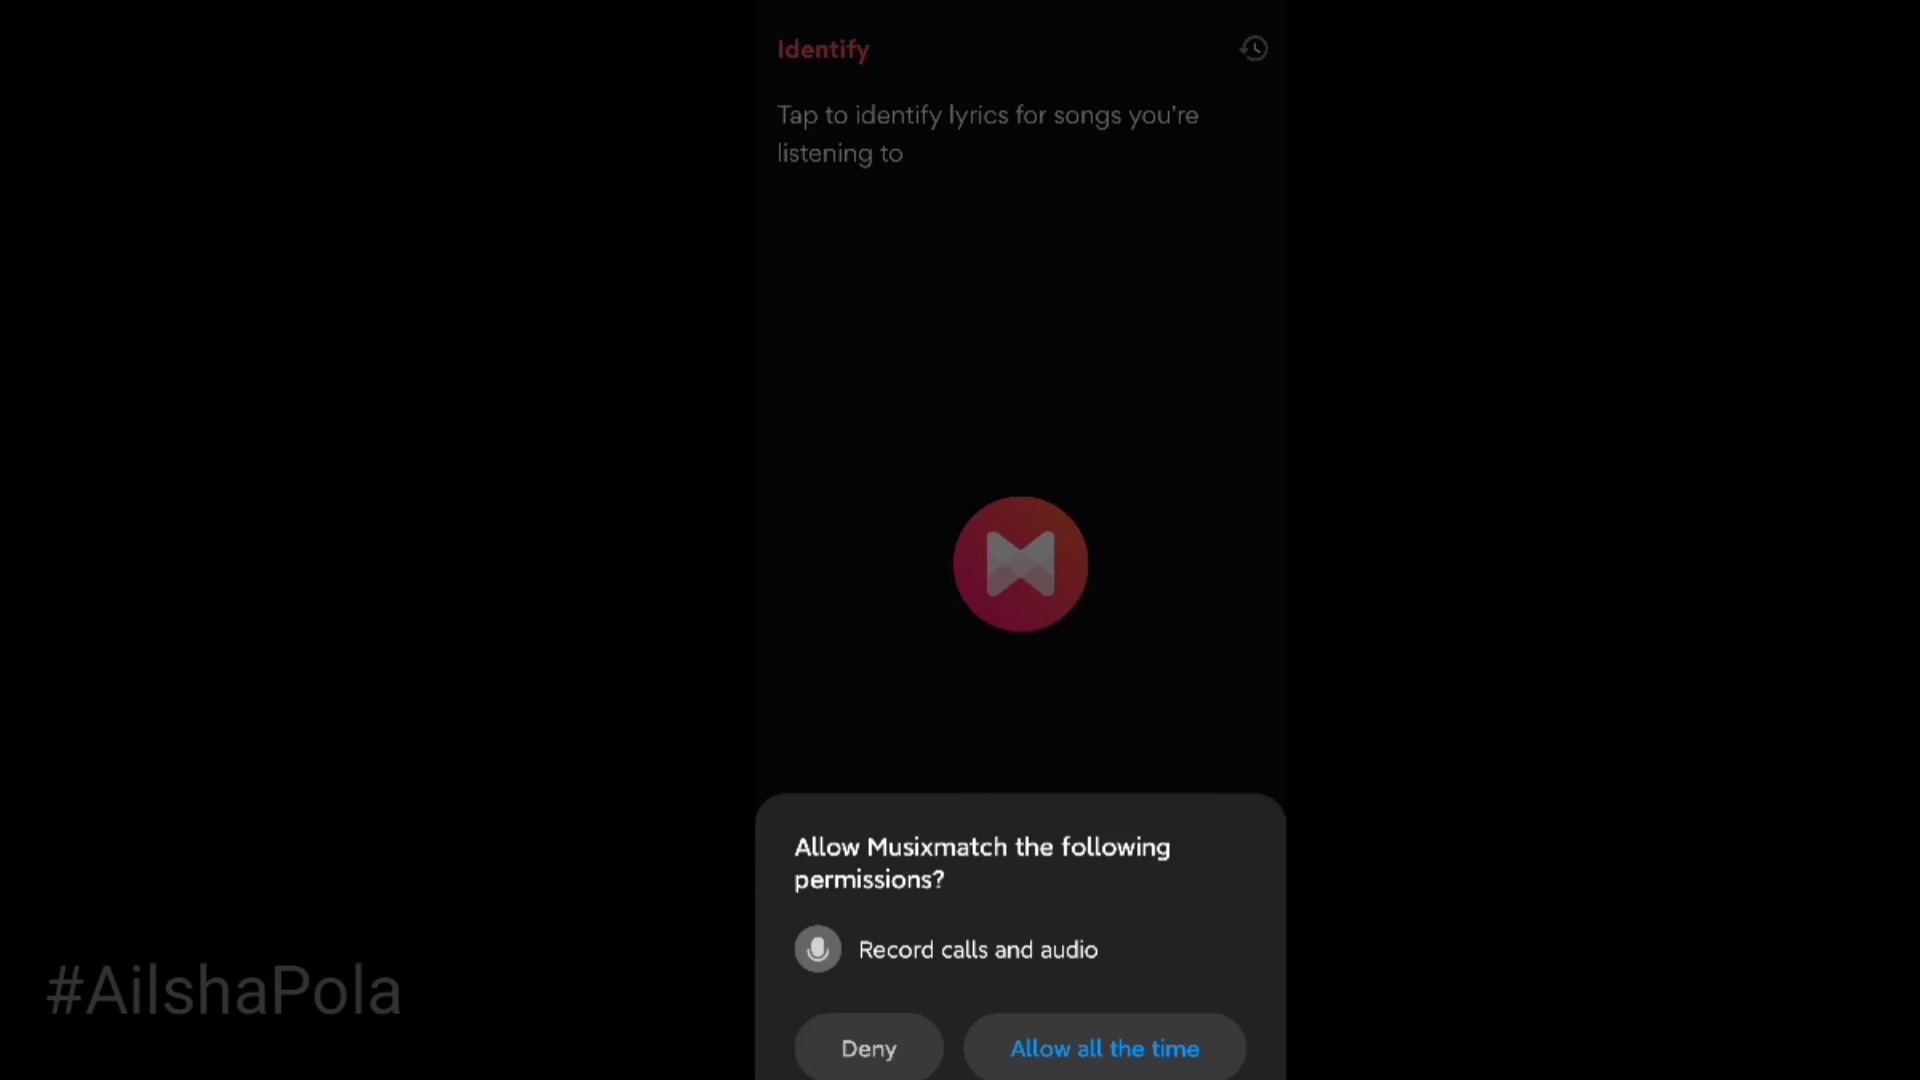 Identify
Tap to identify lyrics for songs you're
listening to
Allow Musixmatch the following
permissions?
Record calls and audio
Deny
Allow all the time
#AilshaPola